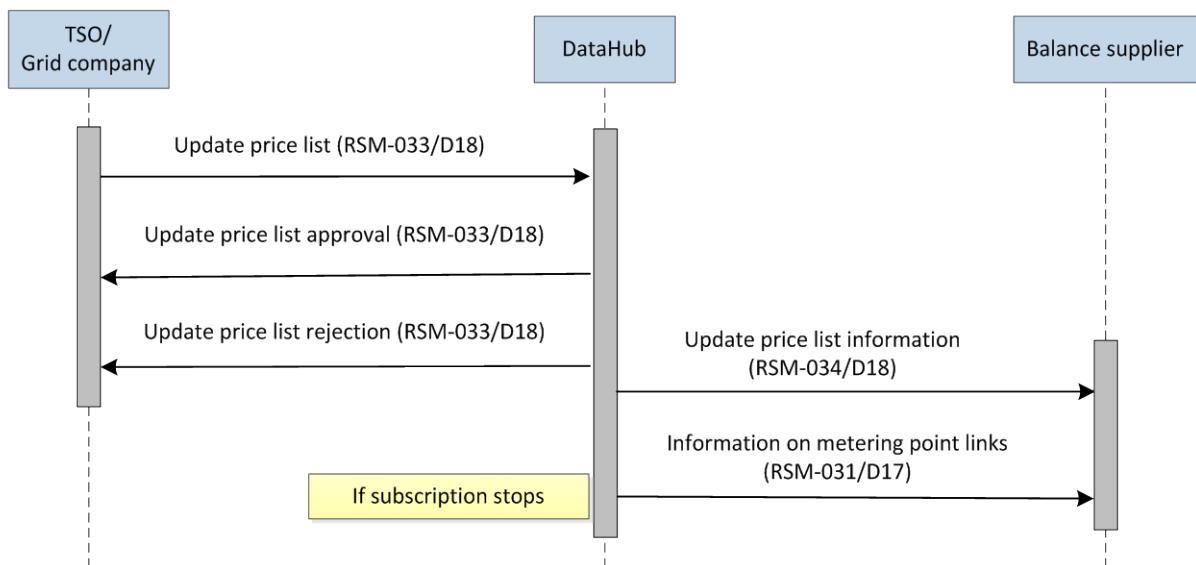 TSO/
Grid company
DataHub
Balance supplier
Update price list (RSM-033/D18)
Update price list approval (RSM-033/D18)
Update price list rejection (RSM-033/D18)
Update price list information
(RSM-034/D18)
Information on metering point links
(RSM-031/D17)
If subscription stops